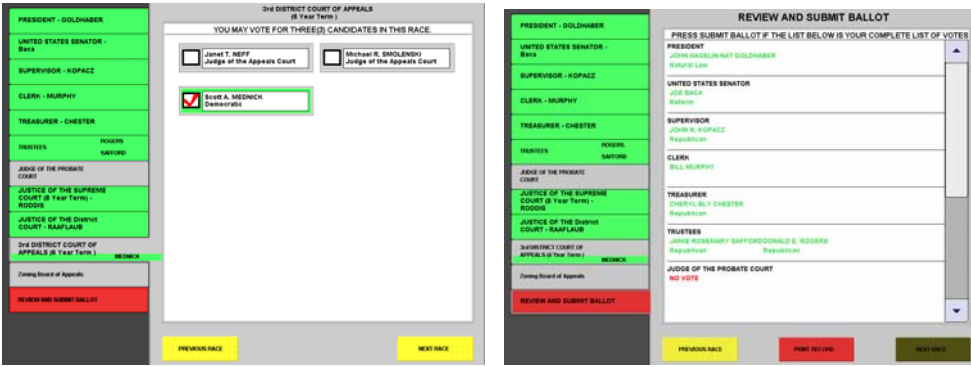 PRESIDENT - GOLDHABER
UNITED STATES SENATOR -
Baca
SUPERVISOR - KOPACZ
CLERK - MURPHY
TREASURER - CHESTER
TRUSTEES
ROGERS
SAFFORD
JUDGE OF THE PROBATE
COURT
JUSTICE OF THE SUPREME
COURT (8 Year Term) -
RODDIS
JUSTICE OF THE District
COURT - RAAFLAUB
3rd DISTRICT COURT OF
APPEALS (6 Year Term )
MEDNICK
Zoning Board of Appeals
REVIEW AND SUBMIT BALLOT
3rd DISTRICT COURT OF APPEALS
(6 Year Term )
YOU MAY VOTE FOR THREE(3) CANDIDATES IN THIS RACE.
Janet T. NEFF
Judge of the Appeals Court
Michael R. SMOLENSKI
Judge of the Appeals Court
Scott A. MEDNICK
Democratic
PREVIOUS RACE
NEXT RACE
PRESIDENT - GOLDHABER
UNITED STATES SENATOR -
Baca
SUPERVISOR - KOPACZ
CLERK - MURPHY
TREASURER - CHESTER
TRUSTEES
ROGERS
SAFFORD
JUDGE OF THE PROBATE
COURT
JUSTICE OF THE SUPREME
COURT (8 Year Term) -
RODDIS
JUSTICE OF THE District
COURT - RAAFLAUB
3rd DISTRICT COURT OF
APPEALS (6 Year Term )
MEDNICK
Zoning Board of Appeals
REVIEW AND SUBMIT BALLOT
REVIEW AND SUBMIT BALLOT
PRESS SUBMIT BALLOT IF THE LIST BELOW IS YOUR COMPLETE LIST OF VOTES
PRESIDENT
JOHN HAGELIN/NAT GOLDHABER
Natural Law
UNITED STATES SENATOR
JOE BACA
Reform
SUPERVISOR
JOHN R. KOPACZ
Republican
CLERK
BILL MURPHY
TREASURER
CHERYL BLY CHESTER
Republican
TRUSTEES
JAMIE ROSEMARY SAFFORDDONALD E. ROGERS
Republican Republican
JUDGE OF THE PROBATE COURT
NO VOTE
PREVIOUS RACE
PRINT RECORD
NEXT RACE